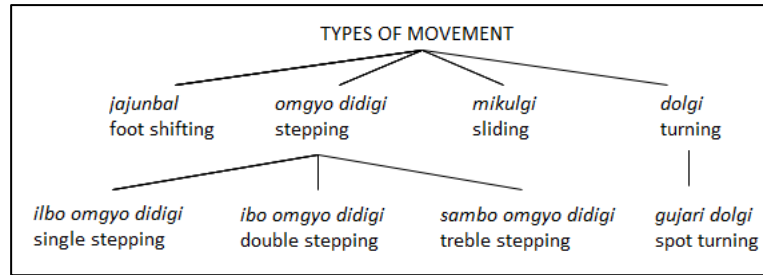 TYPES OF MOVEMENT
jajunbal
foot shifting
omgyo didigi
stepping
mikulgi
sliding
dolgi
turning
ilbo omgyo didigi
single stepping
ibo omgyo didigi
double stepping
sambo omgyo didigi
treble stepping
gujari dolgi
spot turning